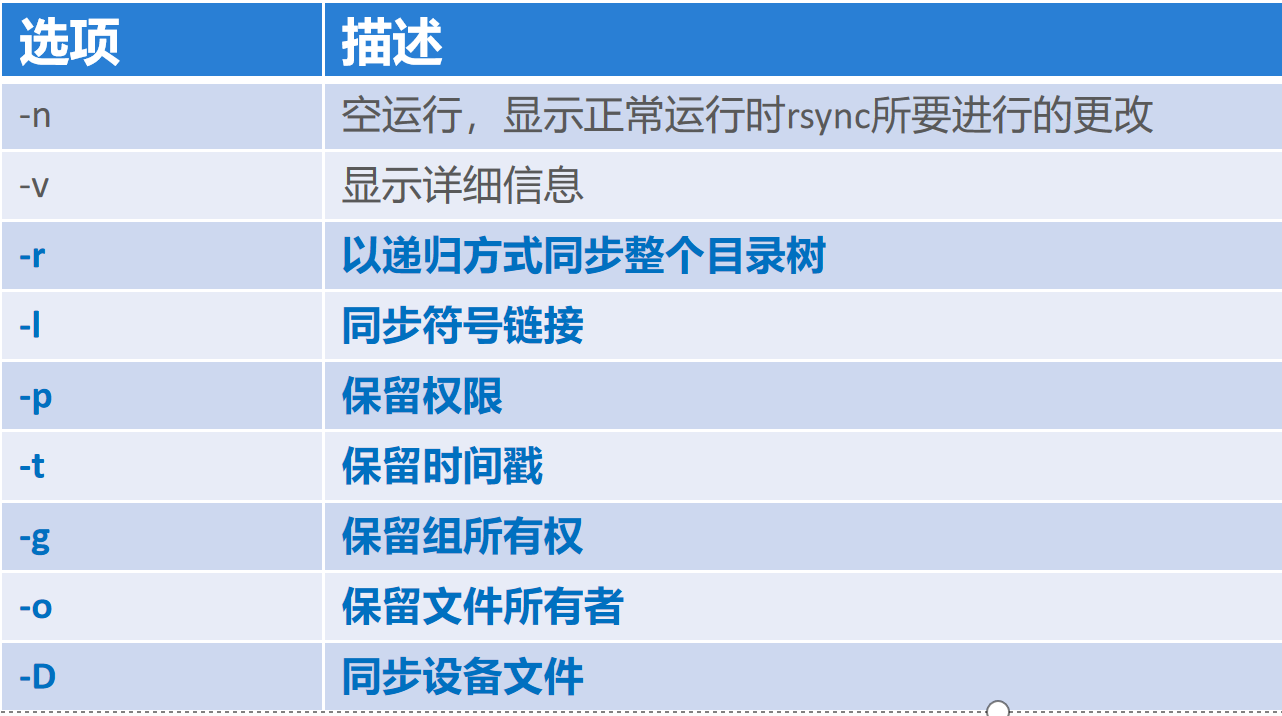 选项 描述
-n 空运行，显示正常运行时rsync所要进行的更改
-v 显示详细信息
-r 以递归方式同步整个目录树
-l 同步符号链接
-p 保留权限
-t 保留时间戳
-g 保留组所有权
-o 保留文件所有者
-D 同步设备文件